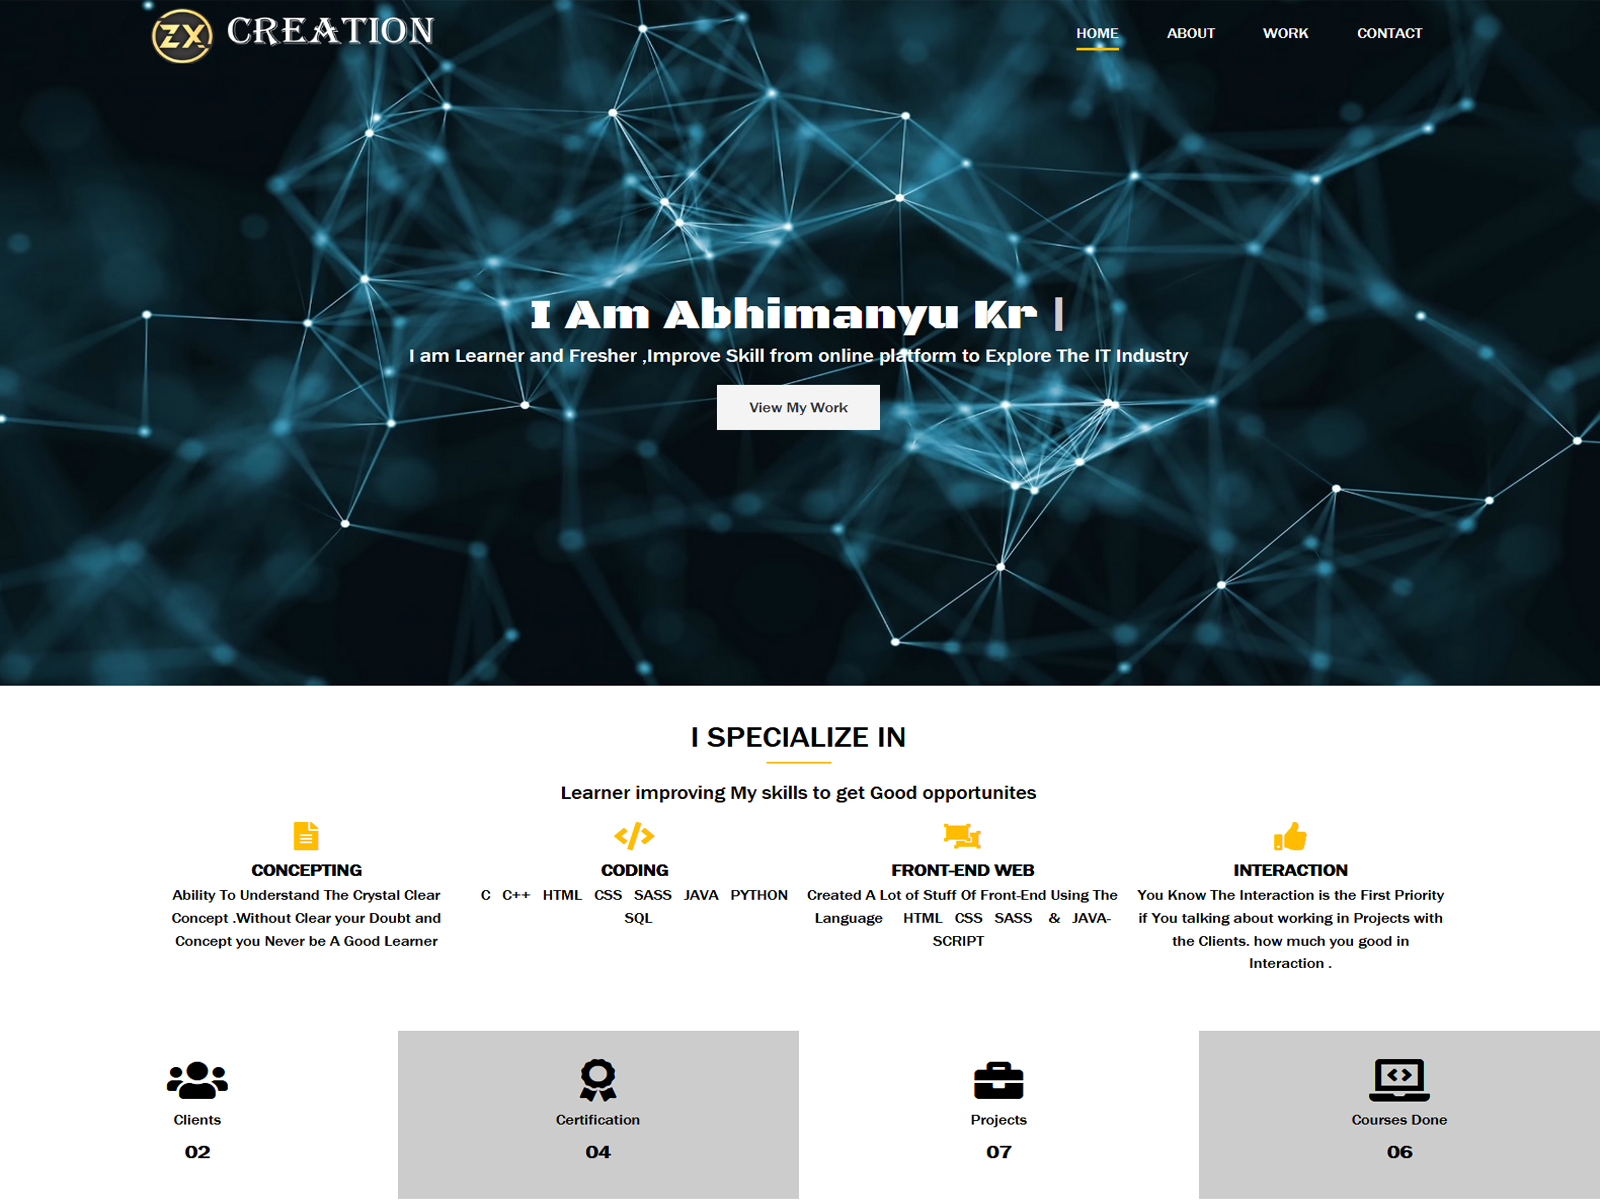 ZX CREATION
HOME ABOUT WORK CONTACT
I Am Abhimanyu Kr |
I am Learner and Fresher ,Improve Skill from online platform to Explore The IT Industry
View My Work
I SPECIALIZE IN
Learner improving My skills to get Good opportunites
CONCEPTING
Ability To Understand The Crystal Clear
Concept .Without Clear your Doubt and
Concept you Never be A Good Learner
CODING
C C++ HTML CSS SASS JAVA PYTHON
SQL
FRONT-END WEB
Created A Lot of Stuff Of Front-End Using The
Language HTML CSS SASS & JAVA-
SCRIPT
INTERACTION
You Know The Interaction is the First Priority
if You talking about working in Projects with
the Clients. how much you good in
Interaction .
Clients
02
Certification
04
Projects
07
Courses Done
06